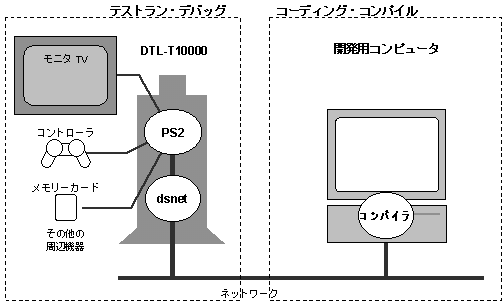 テストラン・デバッグ
コーディング・コンパイル
モニタ TV
DTL-T10000
開発用コンピュータ
コントローラ
PS2
メモリーカード
dsnet
コンパイラ
その他の
周辺機器
ネットワーク